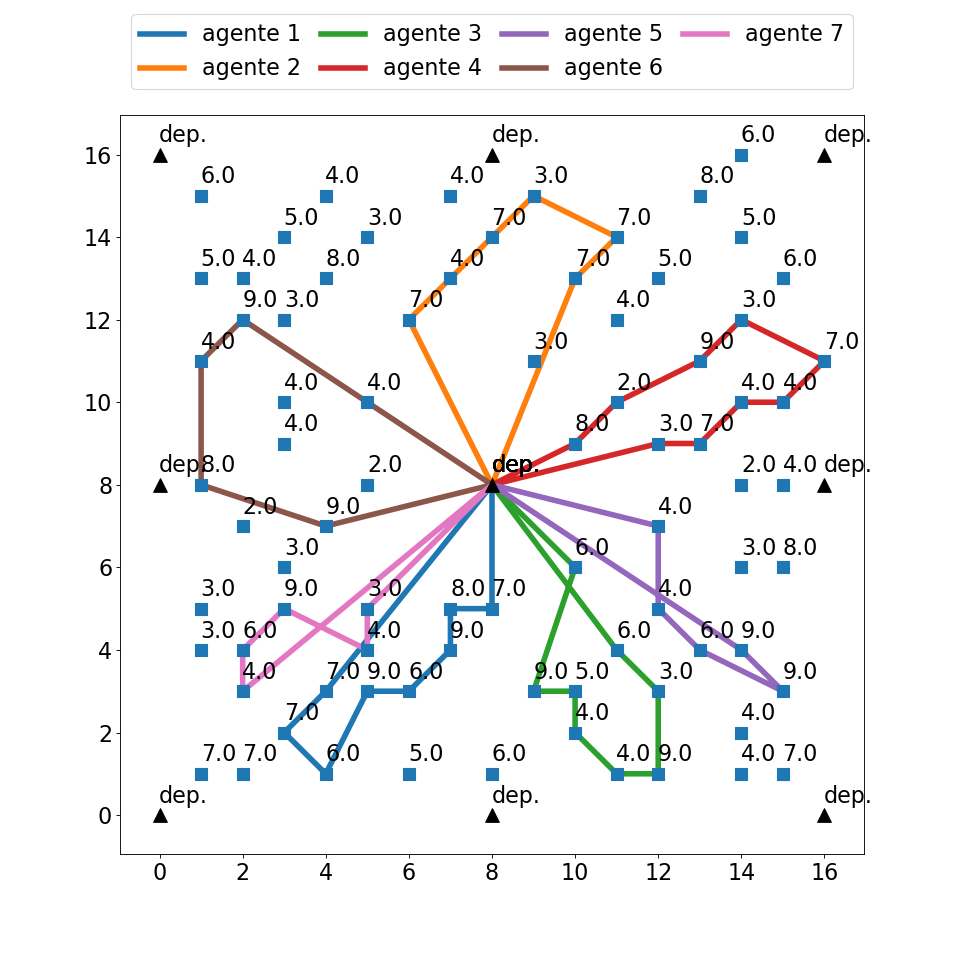 agente 1 agente 3 agente 5 agente 7
agente 2 agente 4 agente 6
dep. dep. 6.0 dep.
6.0 4.0 4.0 3.0 8.0
5.0 3.0 7.0 7.0 5.0
5.0 4.0 8.0 4.0 7.0 5.0 6.0
9.0 3.0 7.0 4.0 3.0
4.0 3.0 9.0 7.0
4.0 4.0 2.0 4.0 4.0
4.0 8.0 3.0 7.0
dep. 8.0 2.0 dep. 2.0 4.0 dep.
2.0 9.0 4.0
3.0 6.0 3.0 8.0
3.0 9.0 3.0 8.0 7.0 4.0
3.0 6.0 4.0 9.0 6.0 6.0 9.0
4.0 7.0 9.0 6.0 9.0 5.0 3.0 9.0
7.0 4.0 4.0
7.0 7.0 6.0 5.0 6.0 4.0 9.0 4.0 7.0
dep. dep. dep.
16
14
12
10
8
6
4
2
0
0 2 4 6 8 10 12 14 16